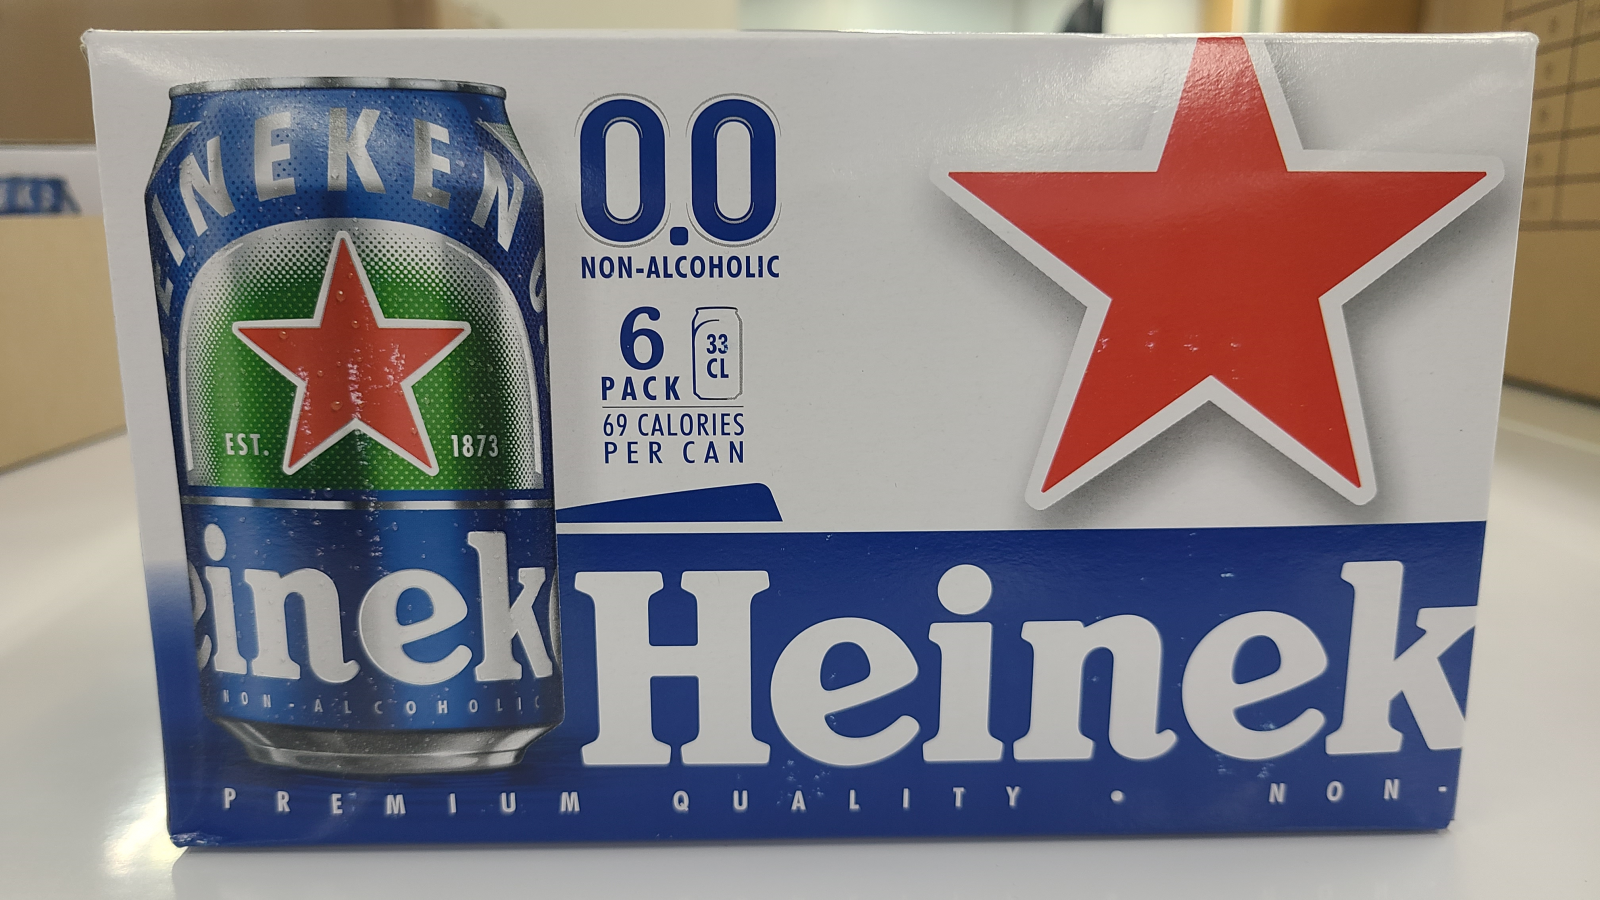 EINEKEN 0.
EST. 1873
einek
NON-ALCOHOLIC
0.0
NON-ALCOHOLIC
6
PACK
33
CL
69 CALORIES
PER CAN
Heinek
PREMIUM QUALITY • NON-